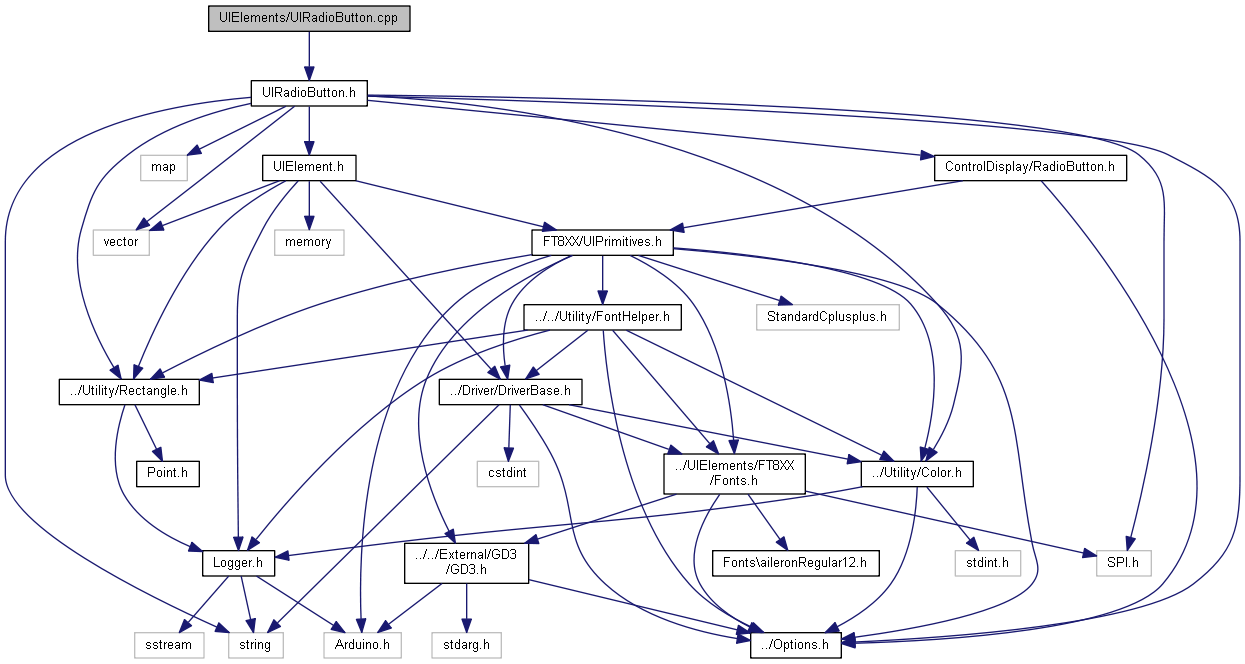 UIElements/UIRadioButton.cpp
UIRadioButton.h
map
UIElement.h
ControlDisplay/RadioButton.h
vector
memory
FT8XX/UIPrimitives.h
../../Utility/FontHelper.h
StandardCplusplus.h
../Utility/Rectangle.h
../Driver/DriverBase.h
Point.h
cstdint
../UIElements/FT8XX
/Fonts.h
../Utility/Color.h
Logger.h
../../External/GD3
/GD3.h
Fonts\aileronRegular12.h
stdint.h
SPI.h
sstream
string
Arduino.h
stdarg.h
../Options.h